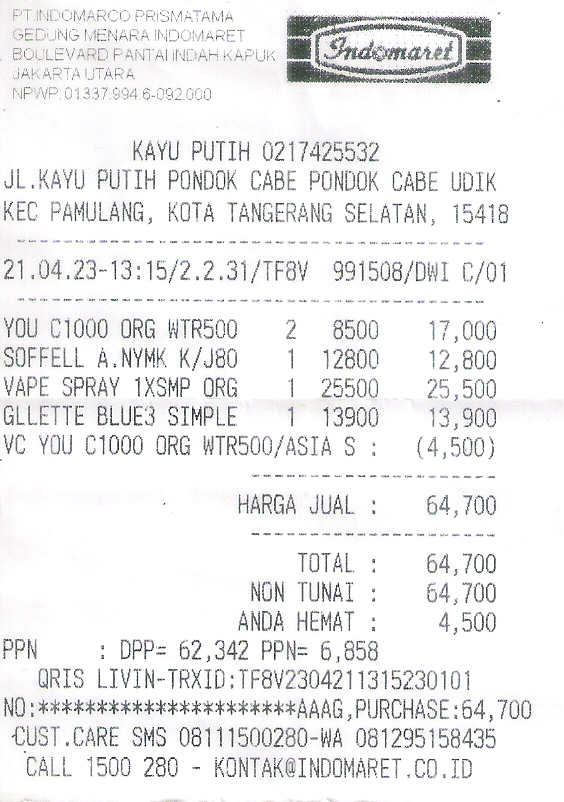 PT.INDOMARCO PRISMATAMA
GEDUNG MENARA INDOMARET
BOULEVARD PANTAI INDAH KAPUK
JAKARTA UTARA
NPWP: 01.337.994.6-092.000
Indomaret
KAYU PUTIH 0217425532
JL.KAYU PUTIH PONDOK CABE PONDOK CABE UDIK
KEC PAMULANG, KOTA TANGERANG SELATAN, 15418
21.04.23-13:15/2.2.31/TF8V 991508/DWI C/01
YOU C1000 ORG WTR500 2 8500 17,000
SOFFELL A.NYMK K/J80 1 12800 12,800
VAPE SPRAY 1XSMP ORG 1 25500 25,500
GLLETTE BLUE3 SIMPLE 1 13900 13,900
VC YOU C1000 ORG WTR500/ASIA S : (4,500)
HARGA JUAL : 64,700
TOTAL : 64,700
NON TUNAI : 64,700
ANDA HEMAT : 4,500
PPN : DPP= 62,342 PPN= 6,858
QRIS LIVIN-TRXID:TF8V2304211315230101
NO:**********************AAAG,PURCHASE:64,700
CUST.CARE SMS 08111500280-WA 081295158435
CALL 1500 280 - KONTAK@INDOMARET.CO.ID